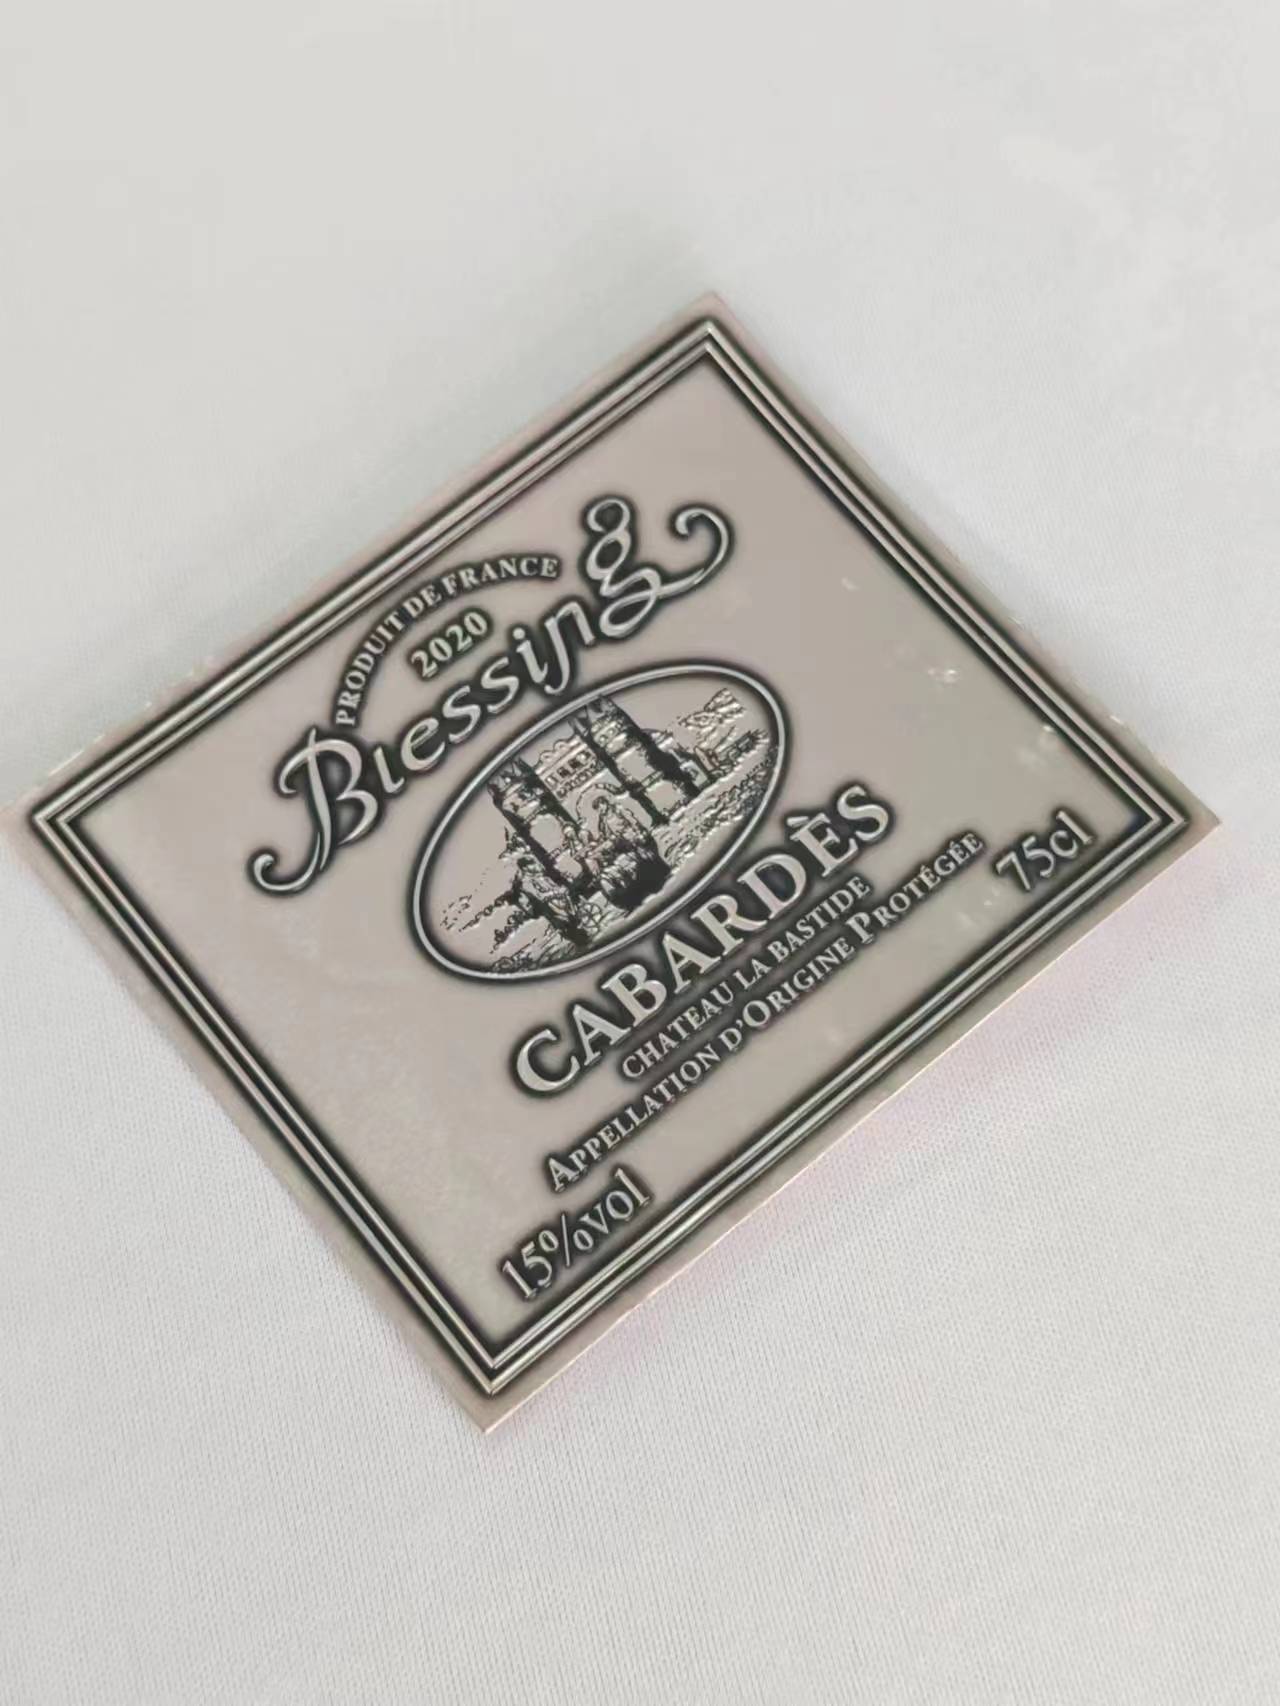 PRODUIT DE FRANCE
2020
Blessing
CABARDÈS
CHATEAU LA BASTIDE
APPELLATION D'ORIGINE PROTÉGÉE
15%vol
75cl